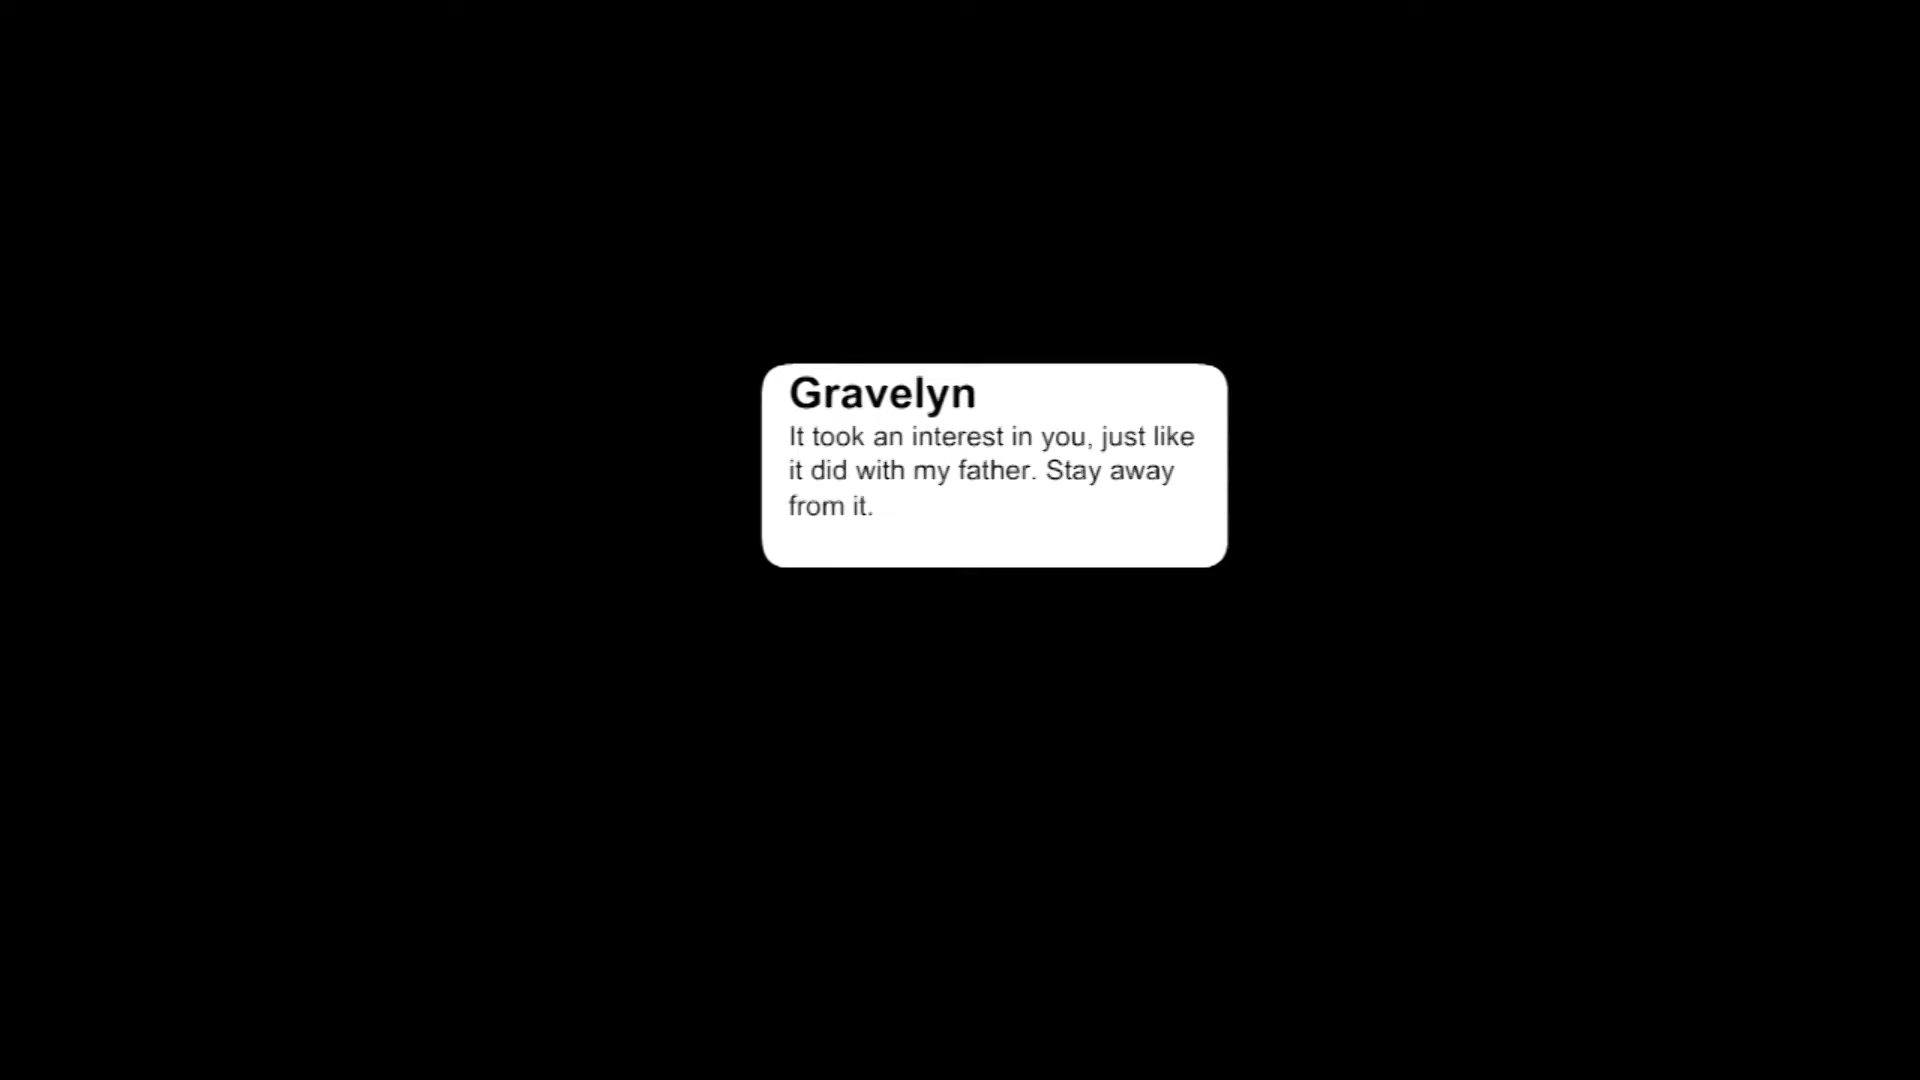 Gravelyn
It took an interest in you, just like
it did with my father. Stay away
from it.